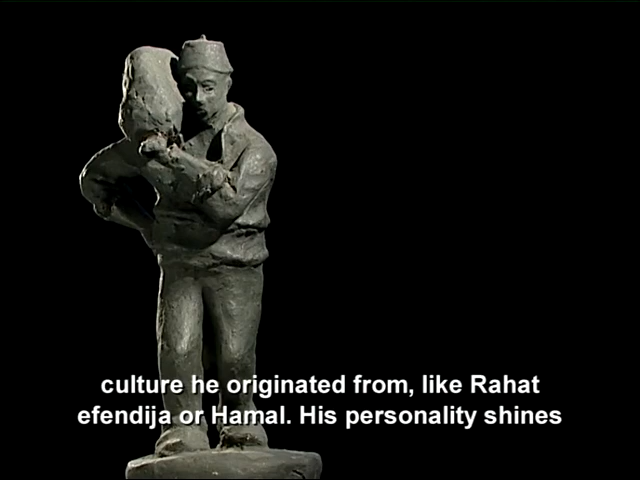 culture he originated from, like Rahat
efendija or Hamal. His personality shines